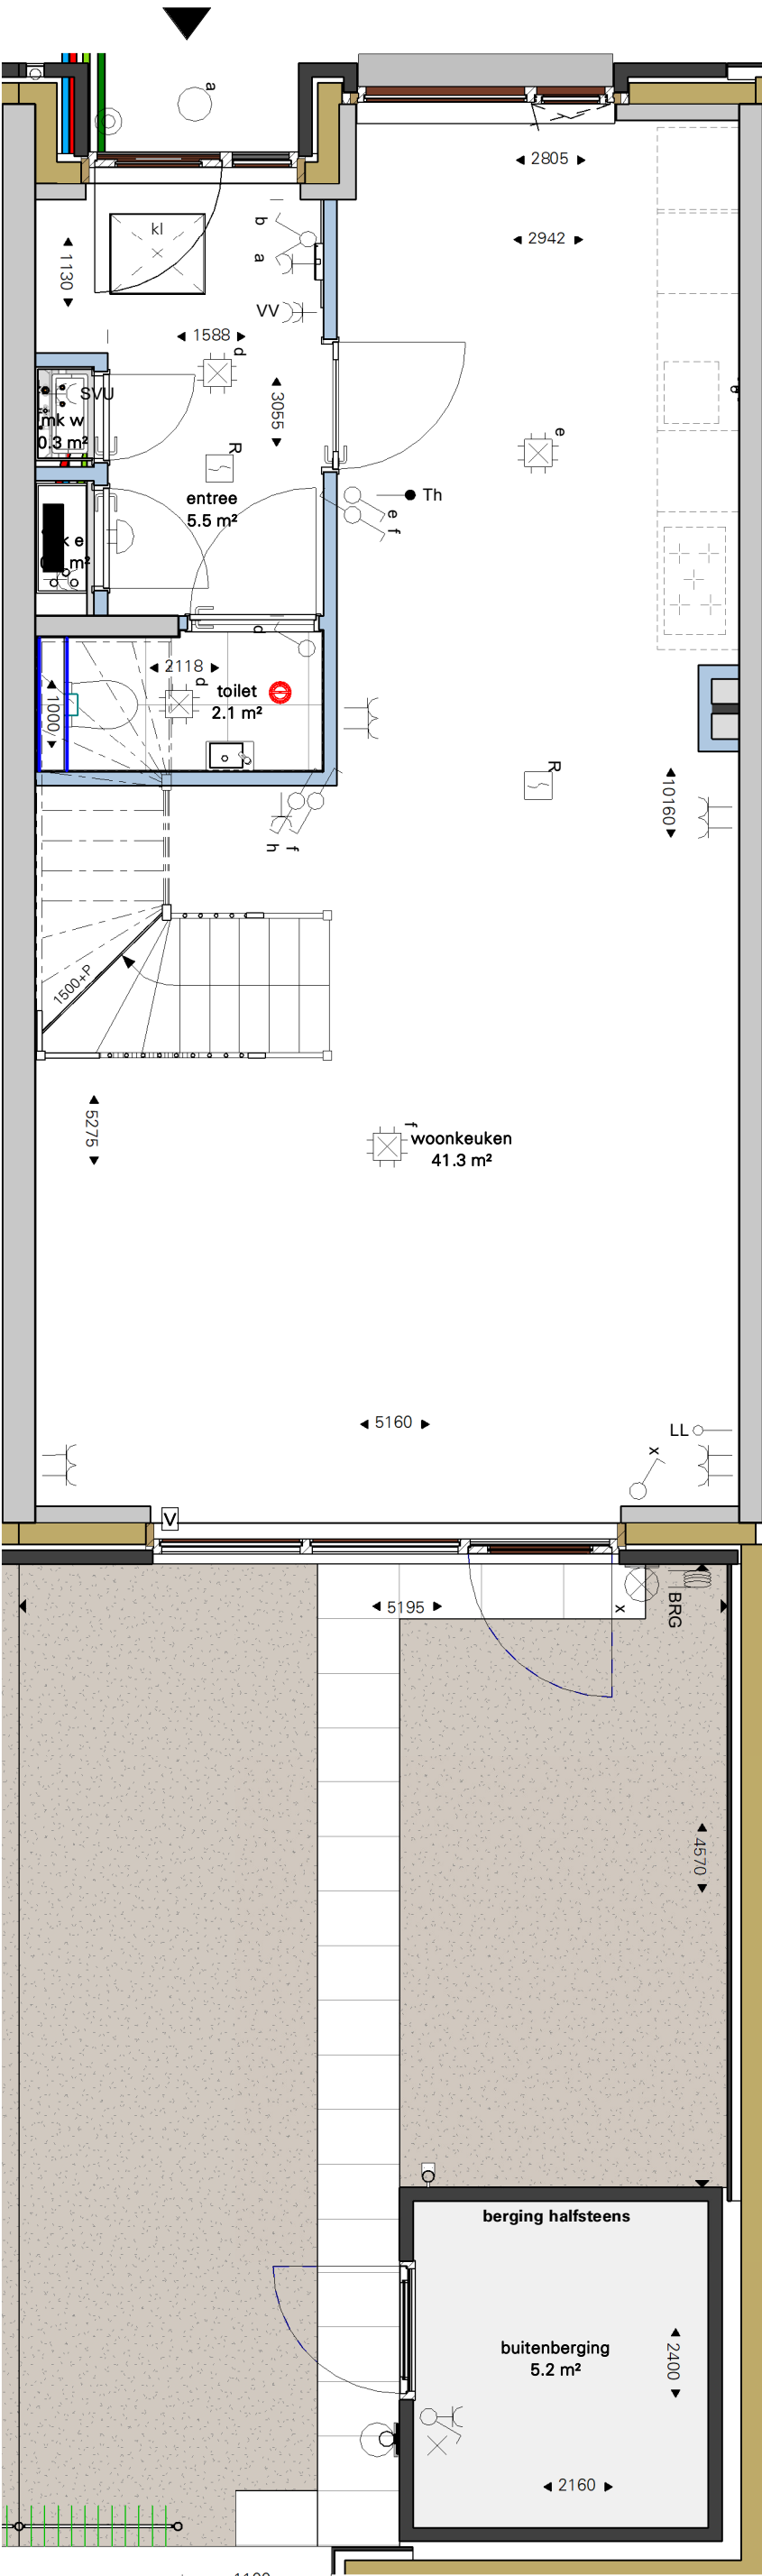 a
2805
2942
kl
b
a
1130
VV
1588
d
3055
SVU
mk w
0.3 m²
e
R
entree
5.5 m²
Th
e
f
k e
m²
d
2118
d
toilet
2.1 m²
1000
R
10160
f
h
1500+P
5275
f
woonkeuken
41.3 m²
5160
LL
x
V
5195
x
BRG
4570
berging halfsteens
buitenberging
5.2 m²
2400
2160